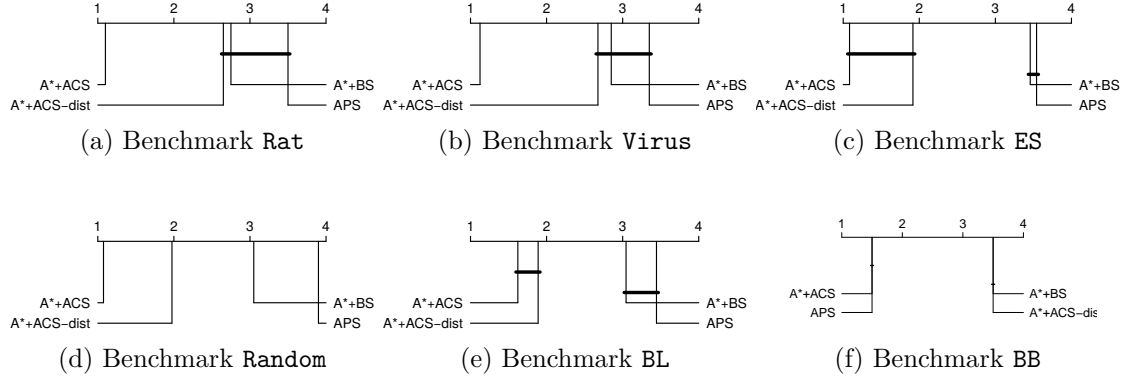 1 2 3 4
A*+ACS A*+BS
A*+ACS−dist APS
(a) Benchmark Rat
1 2 3 4
A*+ACS A*+BS
A*+ACS−dist APS
(b) Benchmark Virus
1 2 3 4
A*+ACS A*+BS
A*+ACS−dist APS
(c) Benchmark ES
1 2 3 4
A*+ACS A*+BS
A*+ACS−dist APS
(d) Benchmark Random
1 2 3 4
A*+ACS A*+BS
A*+ACS−dist APS
(e) Benchmark BL
1 2 3 4
A*+ACS A*+BS
APS A*+ACS−dis
(f) Benchmark BB